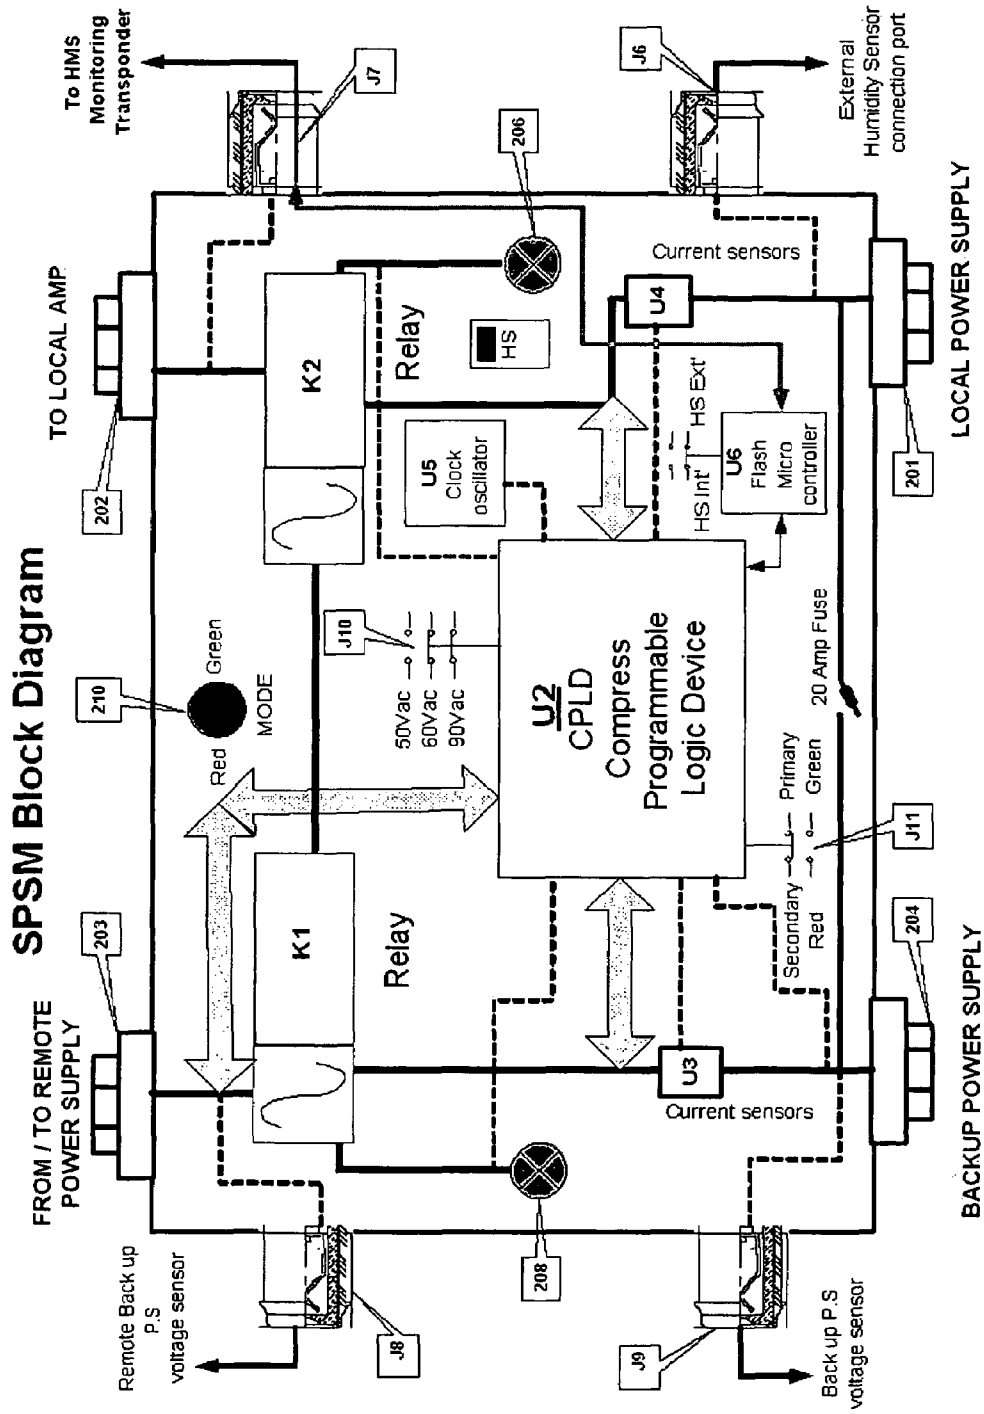 SPSM Block Diagram
FROM / TO REMOTE
POWER SUPPLY
203
210
202
TO LOCAL AMP
To HMS
Monitoring
Transponder
Remote Back up
P.S
voltage sensor
J8
Red
Green
MODE
J7
K1
Relay
K2
Relay
206
HS
J10
50Vac
60Vac
90Vac
U5
Clock
oscillator
208
U2
CPLD
Compress
Programmable
Logic Device
U3
Current sensors
U4
Current sensors
HS Int'
HS Ext'
U6
Flash
Micro
controller
Secondary
Primary
Red
Green
J11
20 Amp Fuse
J9
Back up P.S
voltage sensor
J6
External
Humidity Sensor
connection port
204
BACKUP POWER SUPPLY
201
LOCAL POWER SUPPLY